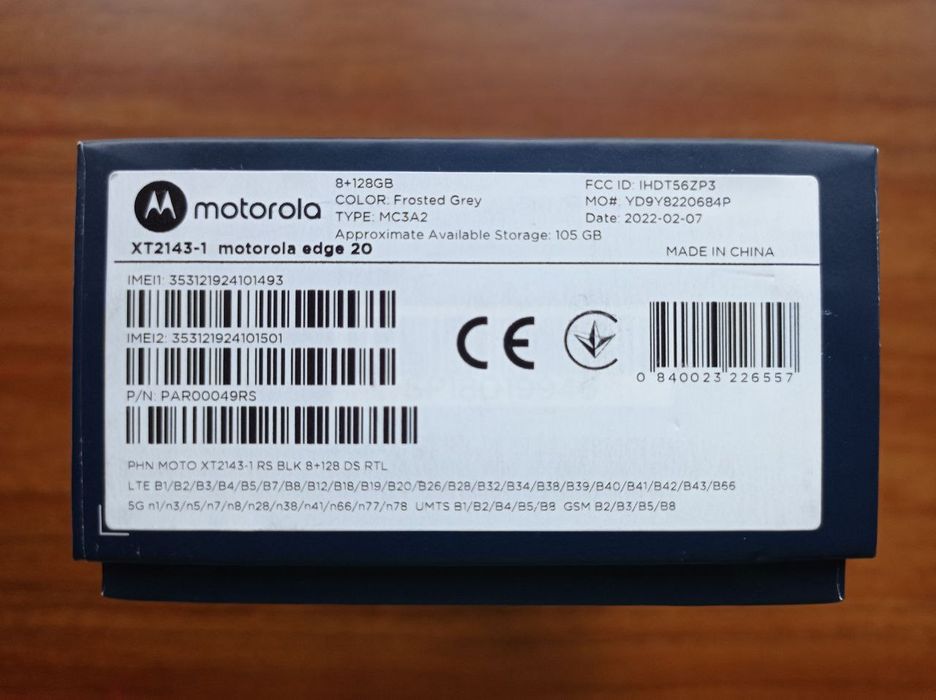 motorola
8+128GB
COLOR: Frosted Grey
TYPE: MC3A2
Approximate Available Storage: 105 GB
FCC ID: IHDT56ZP3
MO#: YD9Y8220684P
Date: 2022-02-07
XT2143-1 motorola edge 20
MADE IN CHINA
IMEI1: 353121924101493
IMEI2: 353121924101501
P/N: PAR00049RS
CE
0 840023 226557
PHN MOTO XT2143-1 RS BLK 8+128 DS RTL
LTE B1/B2/B3/B4/B5/B7/B8/B12/B18/B19/B20/B26/B28/B32/B34/B38/B39/B40/B41/B42/B43/B66
5G n1/n3/n5/n7/n8/n28/n38/n41/n66/n77/n78 UMTS B1/B2/B4/B5/B8 GSM B2/B3/B5/B8